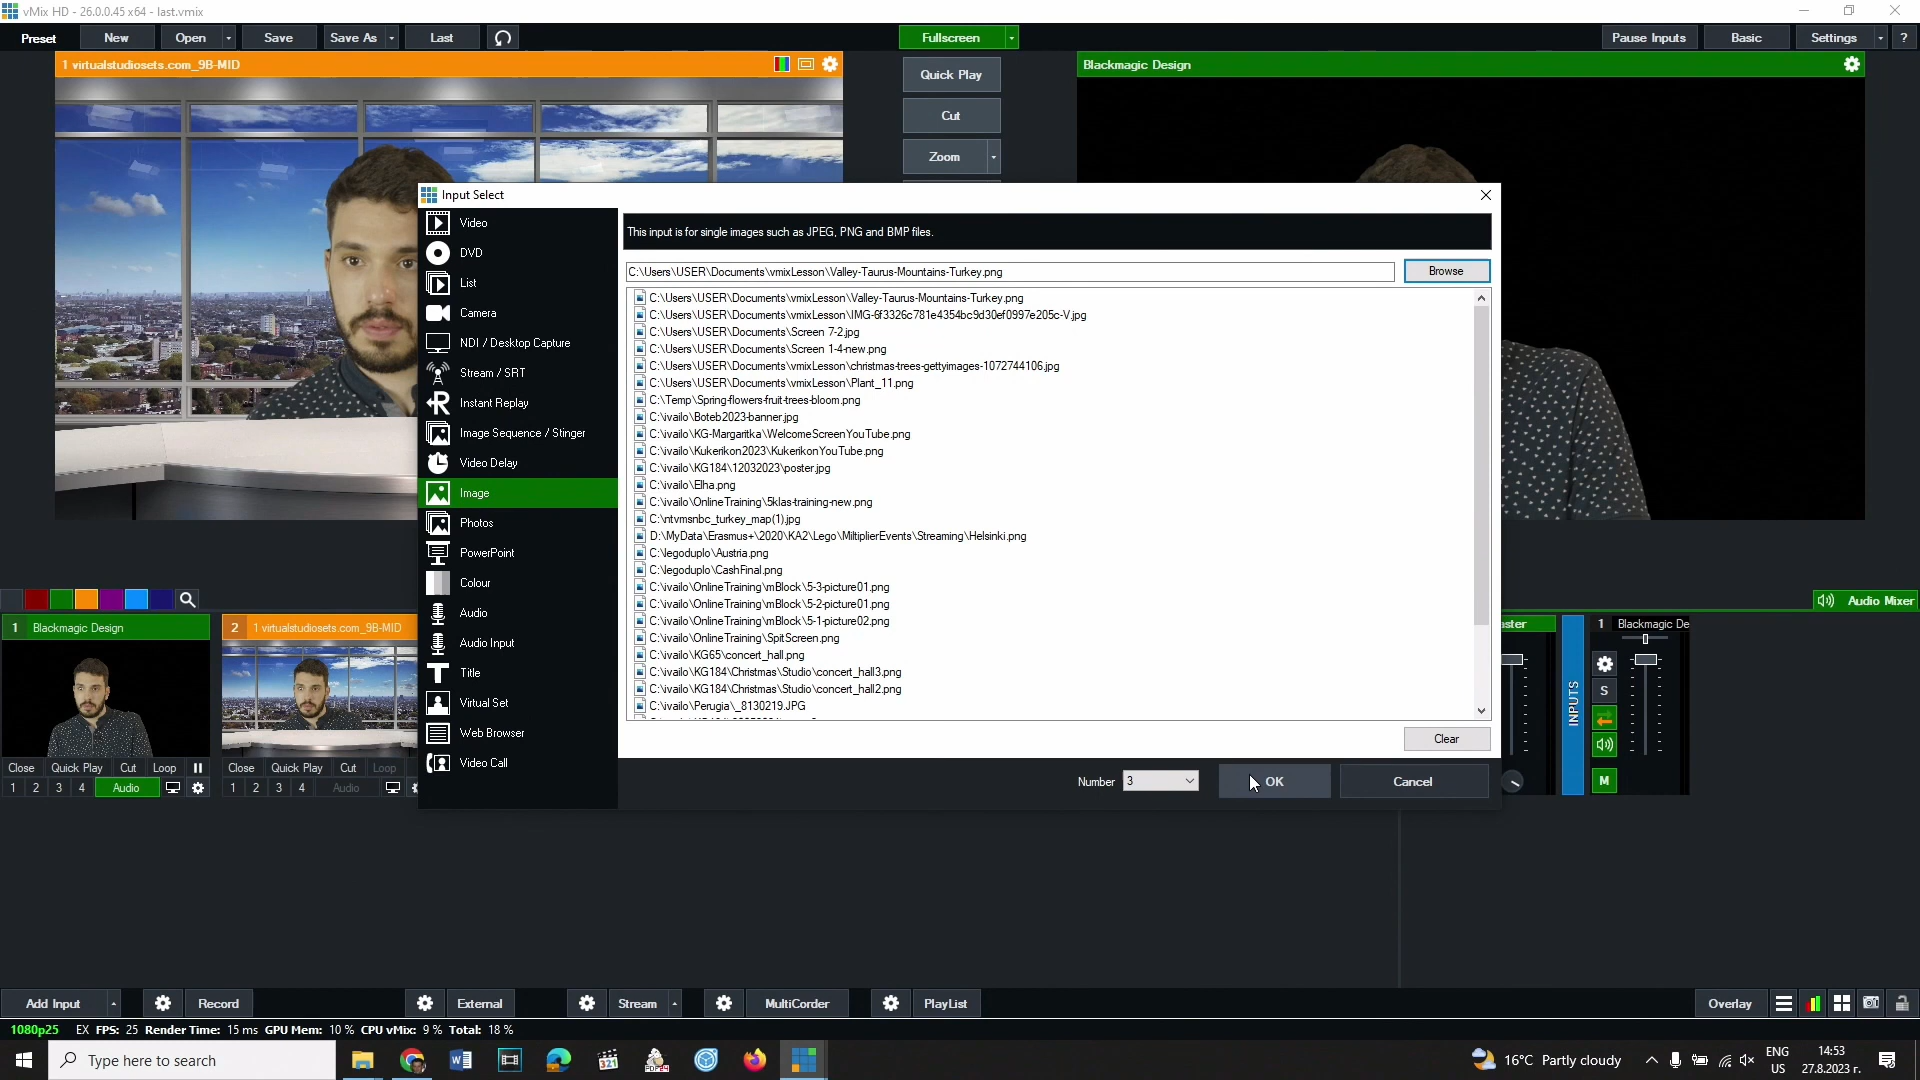 vMix HD - 26.0.0.45 x64 - last.vmix
Preset New Open Save Save As Last Fullscreen Pause Inputs Basic Settings ?
1 virtualstudiosets.com_9B-MID
Quick Play
Cut
Zoom
Blackmagic Design
Input Select
Video
DVD
List
Camera
NDI / Desktop Capture
Stream / SRT
Instant Replay
Image Sequence / Stinger
Video Delay
Image
Photos
PowerPoint
Colour
Audio
Audio Input
Title
Virtual Set
Web Browser
Video Call
This input is for single images such as JPEG, PNG and BMP files.
C:\Users\USER\Documents\vmixLesson\Valley-Taurus-Mountains-Turkey.png Browse
C:\Users\USER\Documents\vmixLesson\Valley-Taurus-Mountains-Turkey.png
C:\Users\USER\Documents\vmixLesson\IMG-6f3326c781e4354bc9d30ef0997e205c-V.jpg
C:\Users\USER\Documents\Screen 7-2.jpg
C:\Users\USER\Documents\Screen 1-4-new.png
C:\Users\USER\Documents\vmixLesson\christmas-trees-gettyimages-1072744106.jpg
C:\Users\USER\Documents\vmixLesson\Plant_11.png
C:\Temp\Spring-flowers-fruit-trees-bloom.png
C:\ivailo\Boteb2023-banner.jpg
C:\ivailo\KG-Margaritka\WelcomeScreenYouTube.png
C:\ivailo\Kukerikon2023\KukerikonYouTube.png
C:\ivailo\KG184\12032023\poster.jpg
C:\ivailo\Elha.png
C:\ivailo\OnlineTraining\5klas-training-new.png
C:\ntvmsnbc_turkey_map(1).jpg
D:\MyData\Erasmus+\2020\KA2\Lego\MiltiplierEvents\Streaming\Helsinki.png
C:\legoduplo\Austria.png
C:\legoduplo\CashFinal.png
C:\ivailo\OnlineTraining\mBlock\5-3-picture01.png
C:\ivailo\OnlineTraining\mBlock\5-2-picture01.png
C:\ivailo\OnlineTraining\mBlock\5-1-picture02.png
C:\ivailo\OnlineTraining\SpitScreen.png
C:\ivailo\KG65\concert_hall.png
C:\ivailo\KG184\Christmas\Studio\concert_hall3.png
C:\ivailo\KG184\Christmas\Studio\concert_hall2.png
C:\ivailo\Perugia\_8130219.JPG
Clear
Number 3 OK Cancel
1 Blackmagic Design
Close Quick Play Cut Loop
1 2 3 4 Audio
2 1 virtualstudiosets.com_9B-MID
Close Quick Play Cut Loop
1 2 3 4 Audio
Audio Mixer
INPUTS
1 Blackmagic De
S
M
Add Input Record External Stream MultiCorder PlayList Overlay
1080p25 EX FPS: 25 Render Time: 15 ms GPU Mem: 10 % CPU vMix: 9 % Total: 18 %
Type here to search
16°C Partly cloudy
ENG
US
14:53
27.8.2023 г.